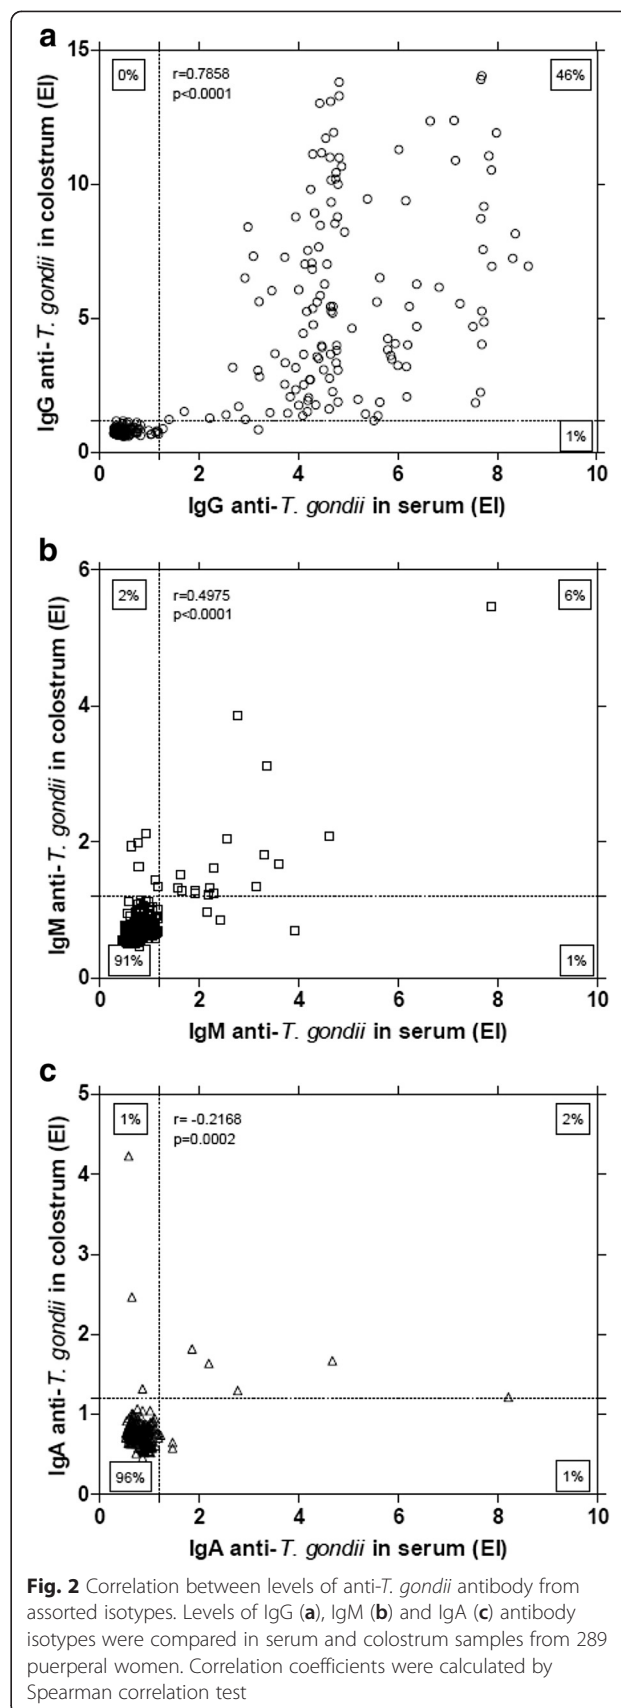 a
15
0%
r=0.7858
p<0.0001
46%
10
IgG anti-T. gondii in colostrum (EI)
5
0
1%
0 2 4 6 8 10
IgG anti-T. gondii in serum (EI)
b
6
2%
r=0.4975
p<0.0001
6%
4
IgM anti-T. gondii in colostrum (EI)
2
91%
1%
0
0 2 4 6 8 10
IgM anti-T. gondii in serum (EI)
c
5
1%
r= -0.2168
p=0.0002
2%
4
3
IgA anti-T. gondii in colostrum (EI)
2
1
96%
1%
0
0 2 4 6 8 10
IgA anti-T. gondii in serum (EI)
Fig. 2 Correlation between levels of anti-T. gondii antibody from
assorted isotypes. Levels of IgG (a), IgM (b) and IgA (c) antibody
isotypes were compared in serum and colostrum samples from 289
puerperal women. Correlation coefficients were calculated by
Spearman correlation test